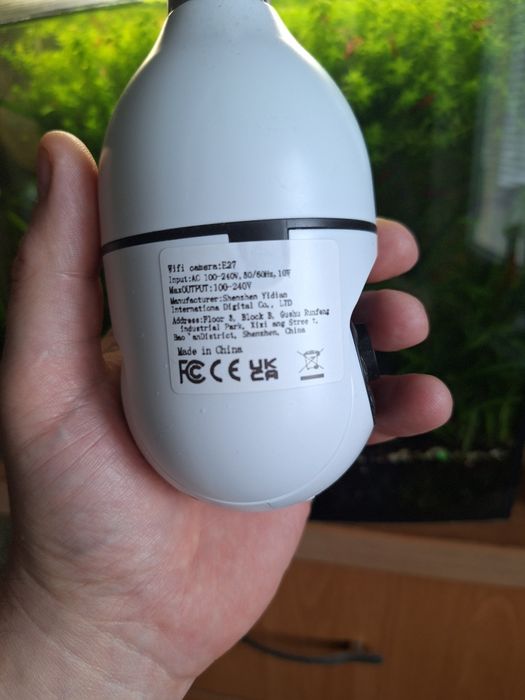 Wifi camera:E27
Input:AC 100-240V,50/60Hz,10W
MaxOUTPUT:100-240V
Manufacturer:Shenzhen Yidian
Internationa Digital Co., LTD
Address:Floor 3, Block B, Gushu Runfeng
industrial Park, Xixi ang Stree t,
Bao'anDistrict, Shenzhen, China
Made in China
FC CE UK CA